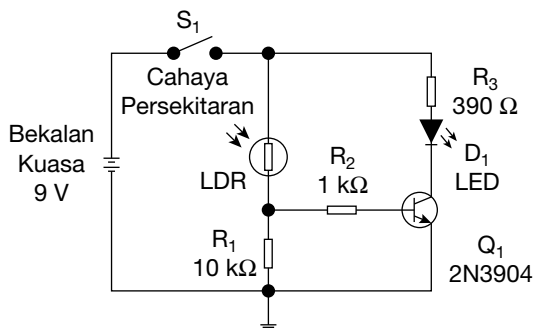 S1
Cahaya
Persekitaran
Bekalan
Kuasa
9 V
LDR
R1
10 kΩ
R2
1 kΩ
R3
390 Ω
D1
LED
Q1
2N3904